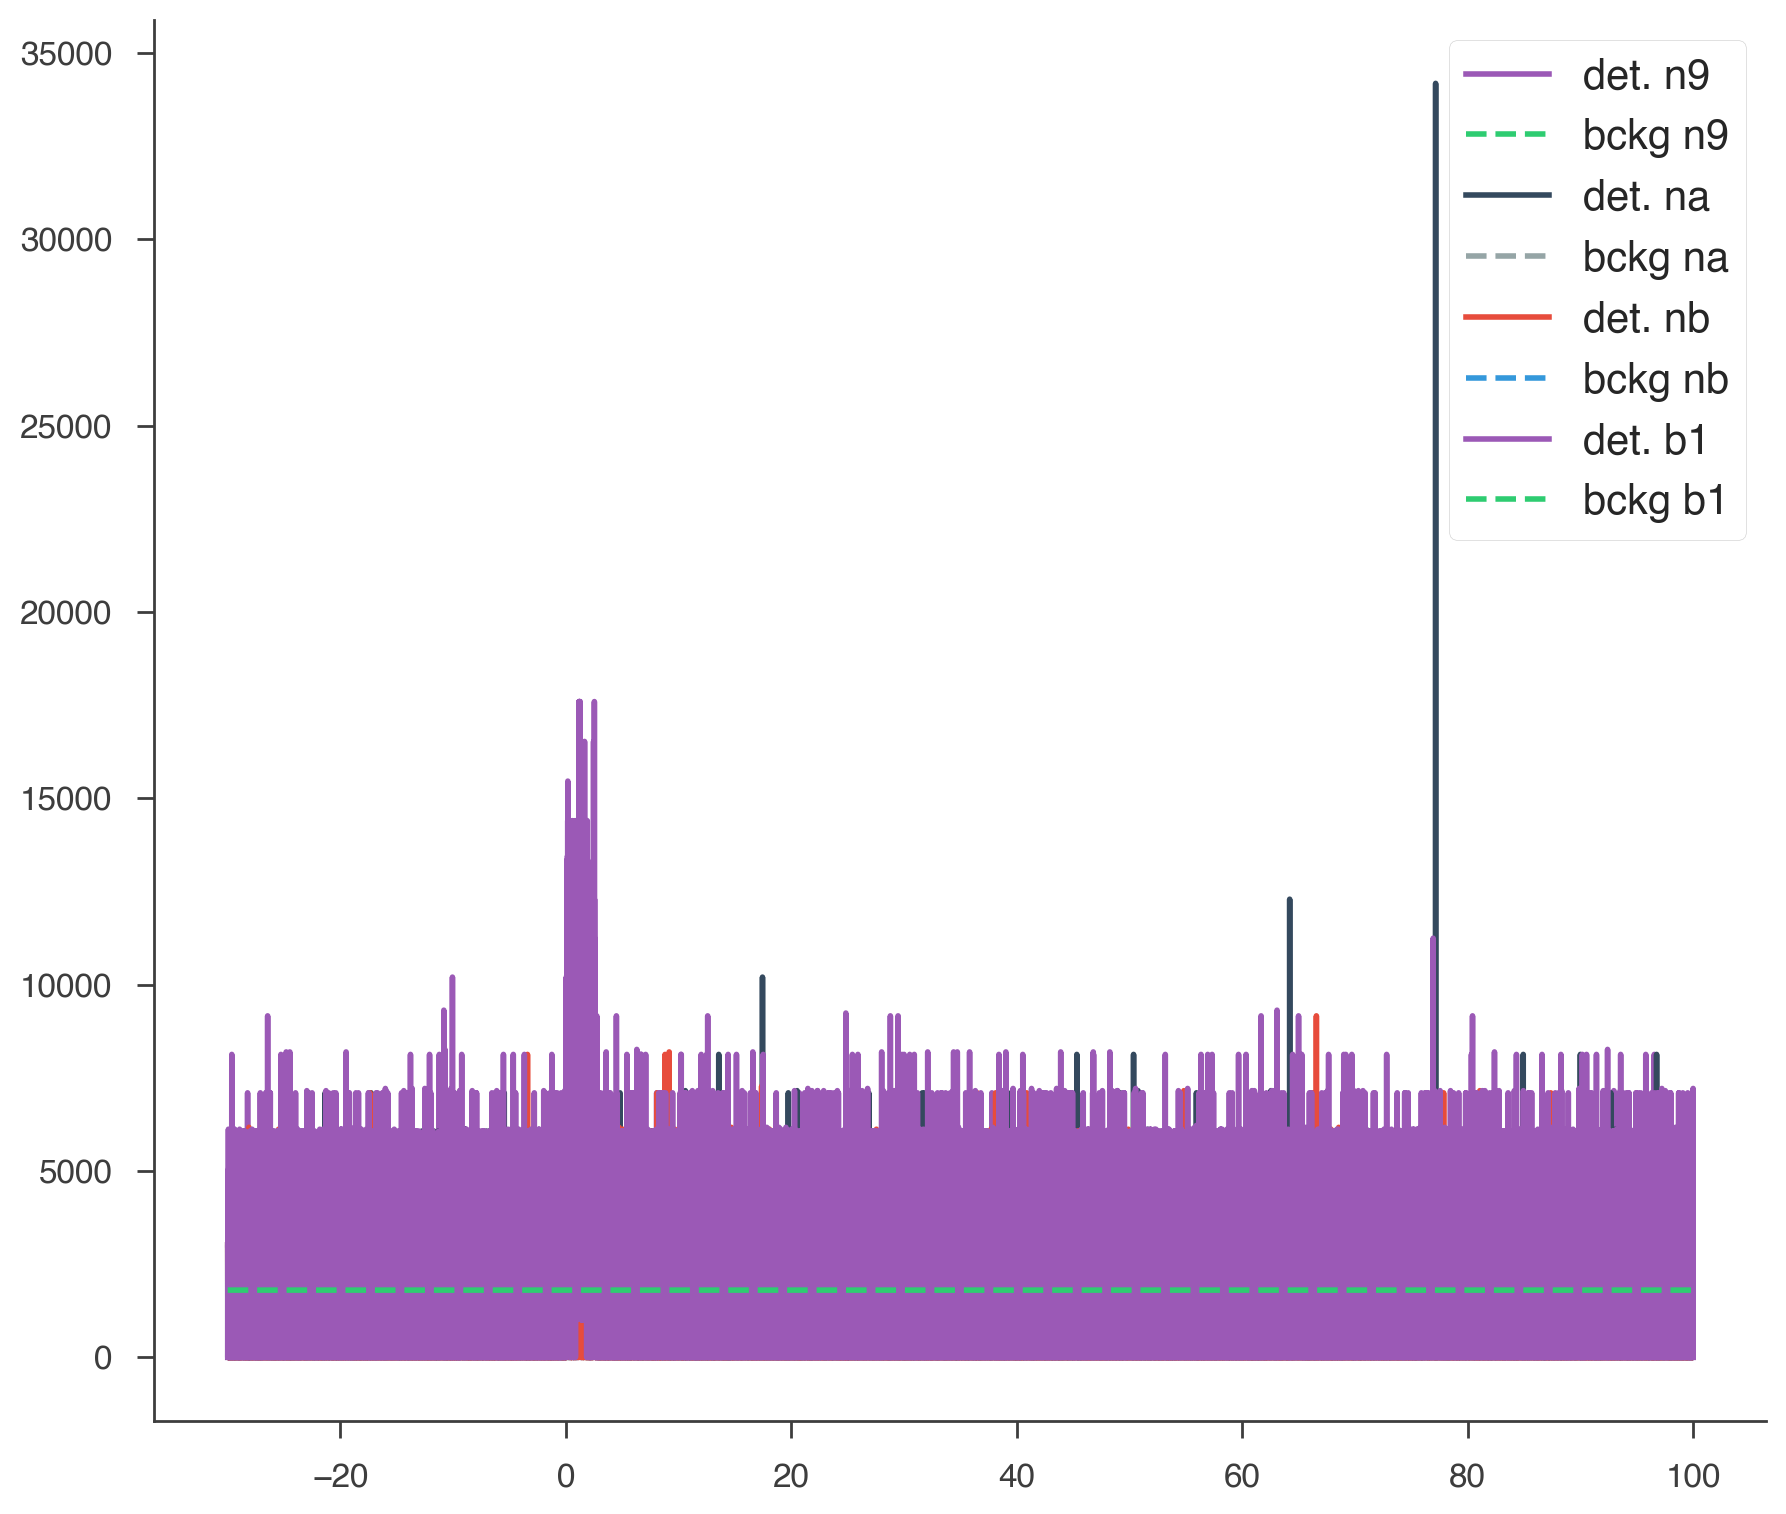 35000
30000
25000
20000
15000
10000
5000
0
−20
0
20
40
60
80
100
det. n9
bckg n9
det. na
bckg na
det. nb
bckg nb
det. b1
bckg b1